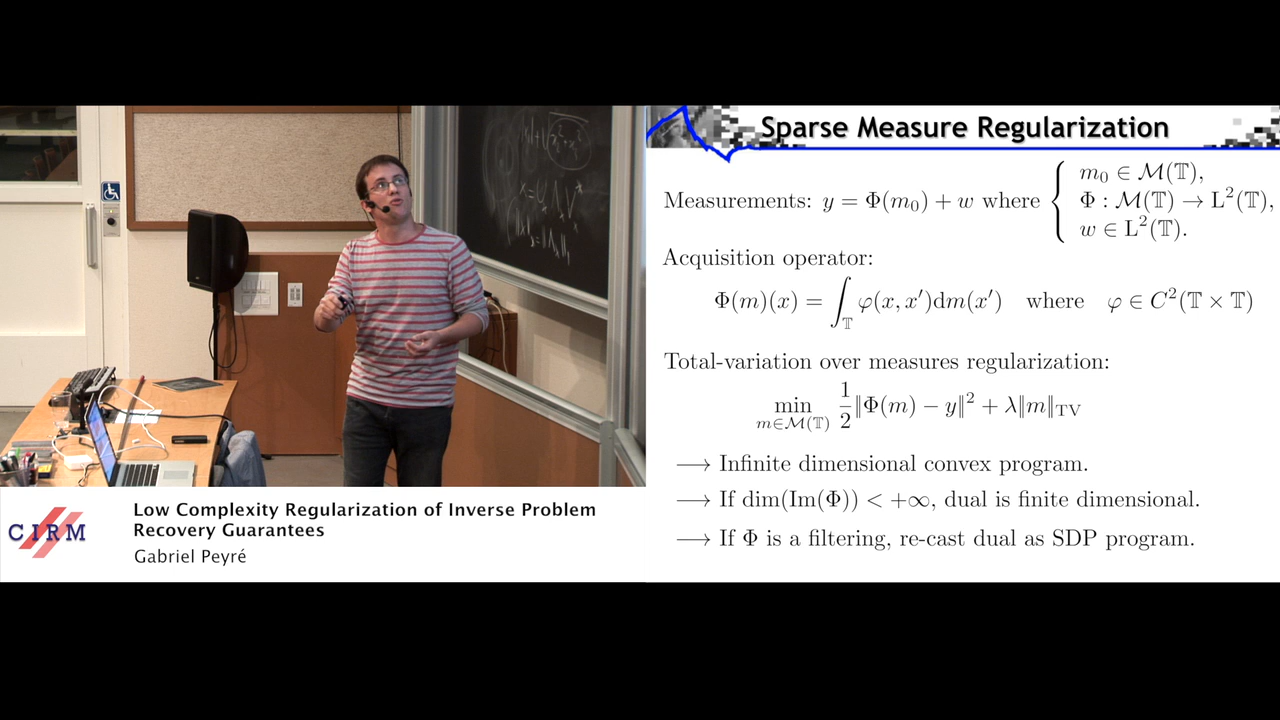 Sparse Measure Regularization
Measurements: y = Φ(m₀) + w where { m₀ ∈ ℳ(𝕋),
Φ : ℳ(𝕋) → L²(𝕋),
w ∈ L²(𝕋).
Acquisition operator:
Φ(m)(x) = ∫_𝕋 φ(x, x′)dm(x′) where φ ∈ C²(𝕋 × 𝕋)
Total-variation over measures regularization:
min_{m∈ℳ(𝕋)} 1/2 ‖Φ(m) − y‖² + λ‖m‖_TV
→ Infinite dimensional convex program.
→ If dim(Im(Φ)) < +∞, dual is finite dimensional.
→ If Φ is a filtering, re-cast dual as SDP program.
CIRM
Low Complexity Regularization of Inverse Problem
Recovery Guarantees
Gabriel Peyré